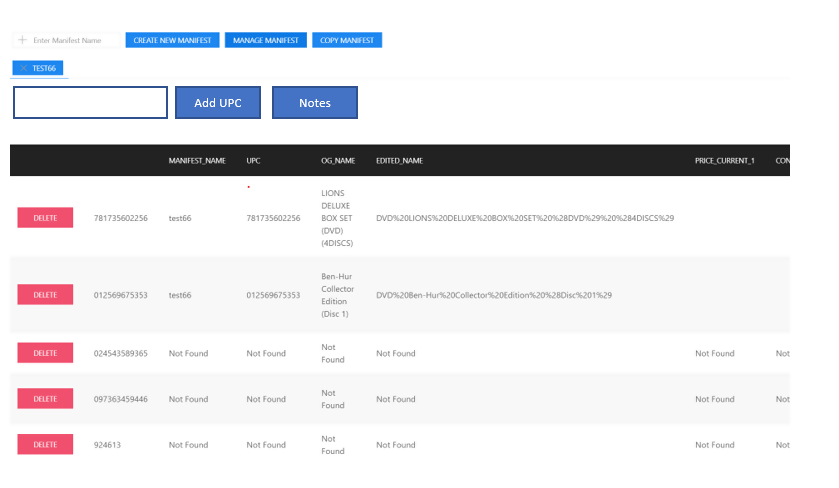 Enter Manifest Name CREATE NEW MANIFEST MANAGE MANIFEST COPY MANIFEST
TEST66
Add UPC Notes
MANIFEST_NAME UPC OG_NAME EDITED_NAME PRICE_CURRENT_1 CON
LIONS
DELUXE
DELETE 781735602256 test66 781735602256 BOX SET DVD%20LIONS%20DELUXE%20BOX%20SET%20%28DVD%29%20%284DISCS%29
(DVD)
(4DISCS)
Ben-Hur
Collector
DELETE 012569675353 test66 012569675353 Edition DVD%20Ben-Hur%20Collector%20Edition%20%28Disc%201%29
(Disc 1)
DELETE 024543589365 Not Found Not Found Not Found Not Found Not Found Not
DELETE 097363459446 Not Found Not Found Not Found Not Found Not Found Not
DELETE 924613 Not Found Not Found Not Found Not Found Not Found Not